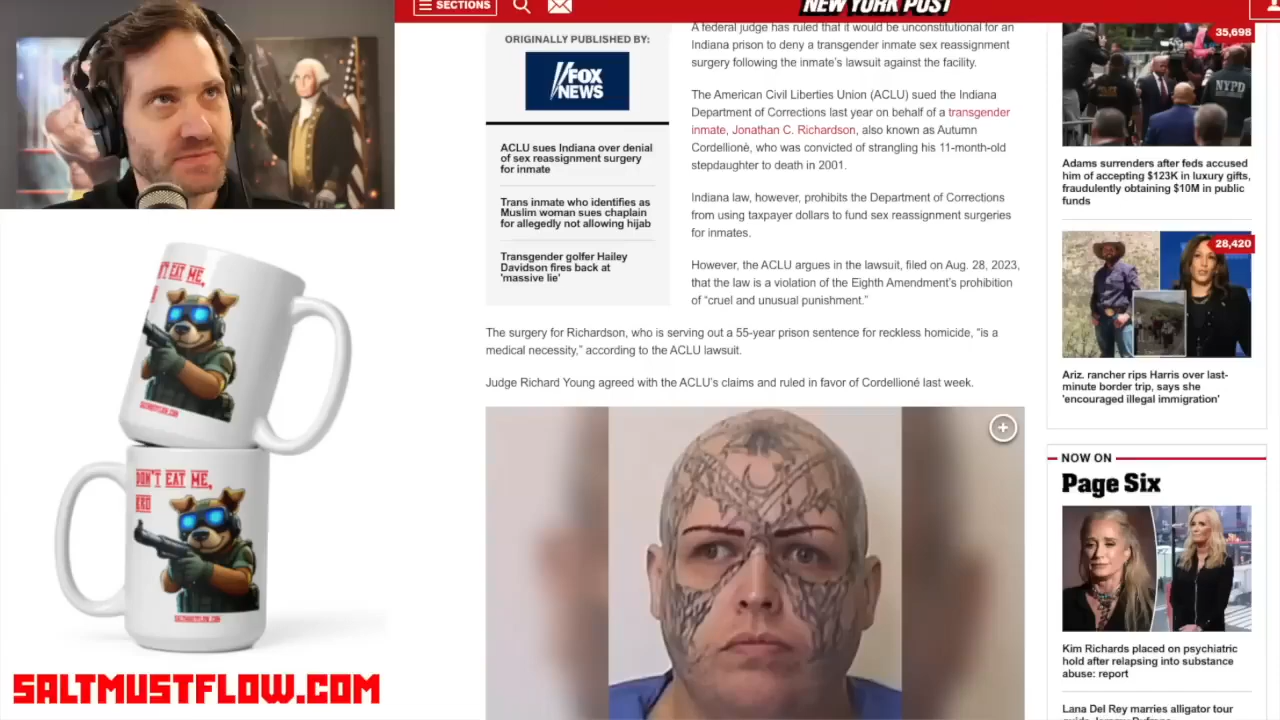 SECTIONS
NEW YORK POST
ORIGINALLY PUBLISHED BY:
FOX
NEWS
ACLU sues Indiana over denial
of sex reassignment surgery
for inmate
Trans inmate who identifies as
Muslim woman sues chaplain
for allegedly not allowing hijab
Transgender golfer Hailey
Davidson fires back at
'massive lie'
A federal judge has ruled that it would be unconstitutional for an
Indiana prison to deny a transgender inmate sex reassignment
surgery following the inmate's lawsuit against the facility.
The American Civil Liberties Union (ACLU) sued the Indiana
Department of Corrections last year on behalf of a transgender
inmate, Jonathan C. Richardson, also known as Autumn
Cordellionè, who was convicted of strangling his 11-month-old
stepdaughter to death in 2001.
Indiana law, however, prohibits the Department of Corrections
from using taxpayer dollars to fund sex reassignment surgeries
for inmates.
However, the ACLU argues in the lawsuit, filed on Aug. 28, 2023,
that the law is a violation of the Eighth Amendment's prohibition
of “cruel and unusual punishment.”
The surgery for Richardson, who is serving out a 55-year prison sentence for reckless homicide, “is a
medical necessity,” according to the ACLU lawsuit.
Judge Richard Young agreed with the ACLU's claims and ruled in favor of Cordellioné last week.
35,698
NYPD
Adams surrenders after feds accused
him of accepting $123K in luxury gifts,
fraudulently obtaining $10M in public
funds
28,420
Ariz. rancher rips Harris over last-
minute border trip, says she
'encouraged illegal immigration'
NOW ON
Page Six
Kim Richards placed on psychiatric
hold after relapsing into substance
abuse: report
Lana Del Rey marries alligator tour
'T EAT ME,
SALTMUSTFLOW.COM
DON'T EAT ME,
KRO
SALTMUSTFLOW.COM
SALTMUSTFLOW.COM